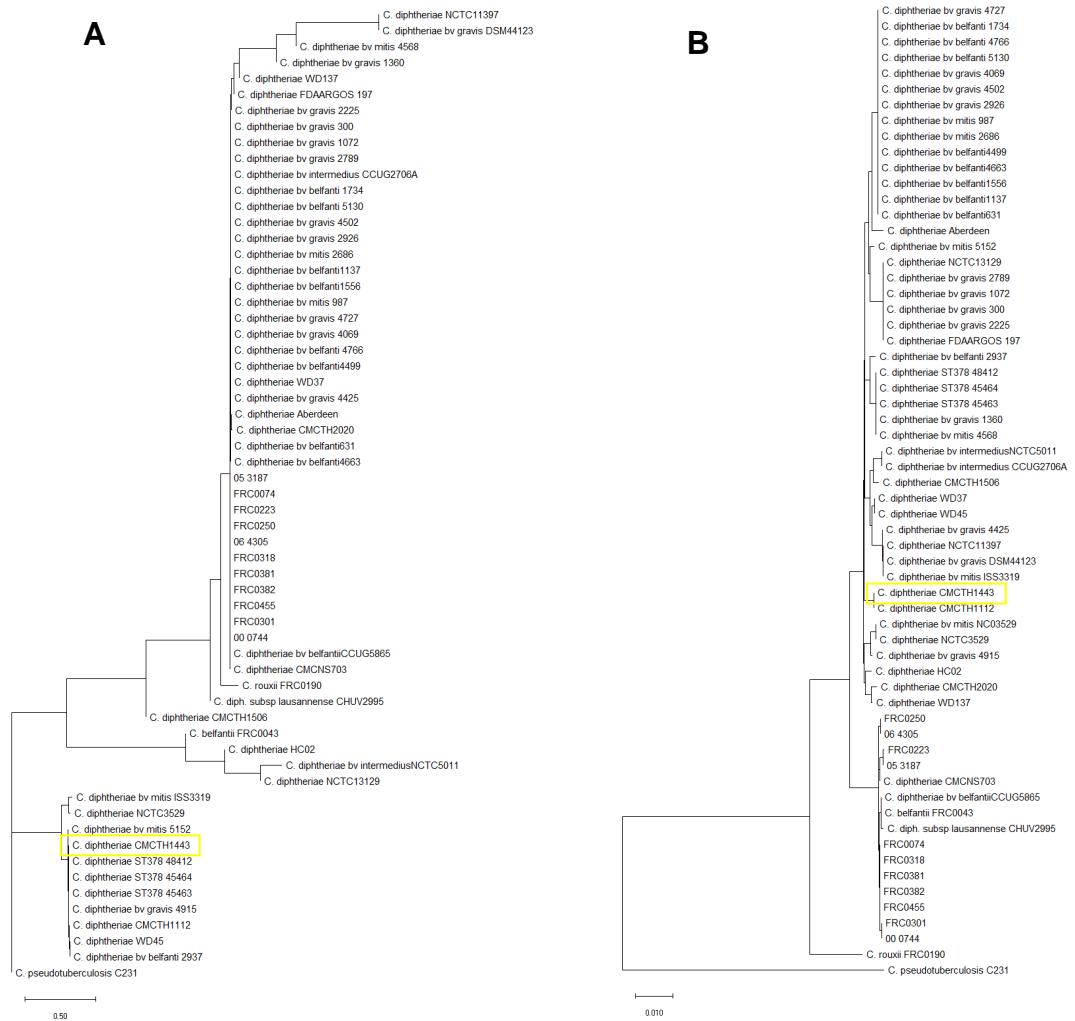 A
C. diphtheriae NCTC11397
C. diphtheriae bv gravis DSM44123
C. diphtheriae bv mitis 4568
C. diphtheriae bv gravis 1360
C. diphtheriae WD137
C. diphtheriae FDAARGOS 197
C. diphtheriae bv gravis 2225
C. diphtheriae bv gravis 300
C. diphtheriae bv gravis 1072
C. diphtheriae bv gravis 2789
C. diphtheriae bv intermedius CCUG2706A
C. diphtheriae bv belfanti 1734
C. diphtheriae bv belfanti 5130
C. diphtheriae bv gravis 4502
C. diphtheriae bv gravis 2926
C. diphtheriae bv mitis 2686
C. diphtheriae bv belfanti1137
C. diphtheriae bv belfanti1556
C. diphtheriae bv mitis 987
C. diphtheriae bv gravis 4727
C. diphtheriae bv gravis 4069
C. diphtheriae bv belfanti 4766
C. diphtheriae bv belfanti4499
C. diphtheriae WD37
C. diphtheriae bv gravis 4425
C. diphtheriae Aberdeen
C. diphtheriae CMCTH2020
C. diphtheriae bv belfanti631
C. diphtheriae bv belfanti4663
05 3187
FRC0074
FRC0223
FRC0250
06 4305
FRC0318
FRC0381
FRC0382
FRC0455
FRC0301
00 0744
C. diphtheriae bv belfantiiCCUG5865
C. diphtheriae CMCNS703
C. rouxii FRC0190
C. diph. subsp lausannense CHUV2995
C. diphtheriae CMCTH1506
C. belfantii FRC0043
C. diphtheriae HC02
C. diphtheriae bv intermediusNCTC5011
C. diphtheriae NCTC13129
C. diphtheriae bv mitis ISS3319
C. diphtheriae NCTC3529
C. diphtheriae bv mitis 5152
C. diphtheriae CMCTH1443
C. diphtheriae ST378 48412
C. diphtheriae ST378 45464
C. diphtheriae ST378 45463
C. diphtheriae bv gravis 4915
C. diphtheriae CMCTH1112
C. diphtheriae WD45
C. diphtheriae bv belfanti 2937
C. pseudotuberculosis C231
0.50
B
C. diphtheriae bv gravis 4727
C. diphtheriae bv belfanti 1734
C. diphtheriae bv belfanti 4766
C. diphtheriae bv belfanti 5130
C. diphtheriae bv gravis 4069
C. diphtheriae bv gravis 4502
C. diphtheriae bv gravis 2926
C. diphtheriae bv mitis 987
C. diphtheriae bv mitis 2686
C. diphtheriae bv belfanti4499
C. diphtheriae bv belfanti4663
C. diphtheriae bv belfanti1556
C. diphtheriae bv belfanti1137
C. diphtheriae bv belfanti631
C. diphtheriae Aberdeen
C. diphtheriae bv mitis 5152
C. diphtheriae NCTC13129
C. diphtheriae bv gravis 2789
C. diphtheriae bv gravis 1072
C. diphtheriae bv gravis 300
C. diphtheriae bv gravis 2225
C. diphtheriae FDAARGOS 197
C. diphtheriae bv belfanti 2937
C. diphtheriae ST378 48412
C. diphtheriae ST378 45464
C. diphtheriae ST378 45463
C. diphtheriae bv gravis 1360
C. diphtheriae bv mitis 4568
C. diphtheriae bv intermediusNCTC5011
C. diphtheriae bv intermedius CCUG2706A
C. diphtheriae CMCTH1506
C. diphtheriae WD37
C. diphtheriae WD45
C. diphtheriae bv gravis 4425
C. diphtheriae NCTC11397
C. diphtheriae bv gravis DSM44123
C. diphtheriae bv mitis ISS3319
C. diphtheriae CMCTH1443
C. diphtheriae CMCTH1112
C. diphtheriae bv mitis NC03529
C. diphtheriae NCTC3529
C. diphtheriae bv gravis 4915
C. diphtheriae HC02
C. diphtheriae CMCTH2020
C. diphtheriae WD137
FRC0250
06 4305
FRC0223
05 3187
C. diphtheriae CMCNS703
C. diphtheriae bv belfantiiCCUG5865
C. belfantii FRC0043
C. diph. subsp lausannense CHUV2995
FRC0074
FRC0318
FRC0381
FRC0382
FRC0455
FRC0301
00 0744
C. rouxii FRC0190
C. pseudotuberculosis C231
0.010